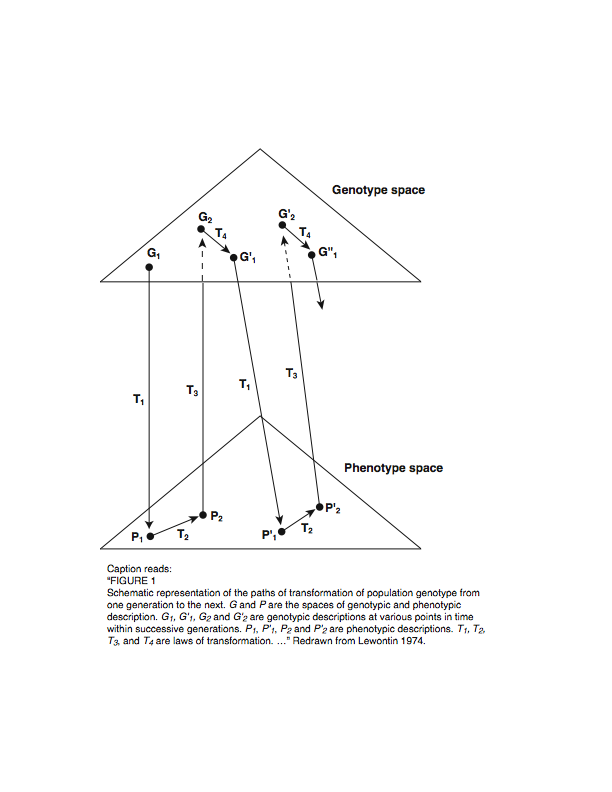 Genotype space
G'2
G2
T4
T4
G1
G'1
G"1
T3
T1
T3
T1
Phenotype space
P'2
P2
P1
T2
P'1
T2
Caption reads:
"FIGURE 1
Schematic representation of the paths of transformation of population genotype from
one generation to the next. G and P are the spaces of genotypic and phenotypic
description. G1, G'1, G2 and G'2 are genotypic descriptions at various points in time
within successive generations. P1, P'1, P2 and P'2 are phenotypic descriptions. T1, T2,
T3, and T4 are laws of transformation. ..." Redrawn from Lewontin 1974.